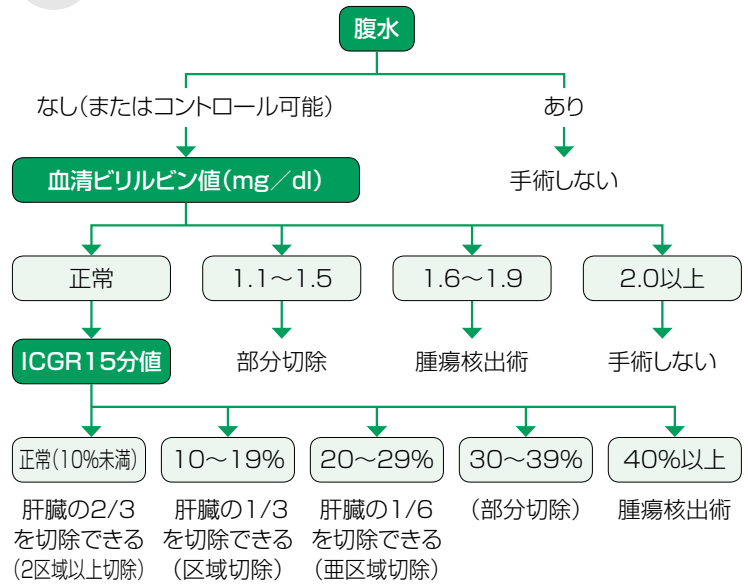 腹水
なし(またはコントロール可能)
あり
血清ビリルビン値(mg／dl)
手術しない
正常
1.1〜1.5
1.6〜1.9
2.0以上
ICGR15分値
部分切除
腫瘍核出術
手術しない
正常(10%未満)
10〜19%
20〜29%
30〜39%
40%以上
肝臓の2/3
を切除できる
(2区域以上切除)
肝臓の1/3
を切除できる
(区域切除)
肝臓の1/6
を切除できる
(亜区域切除)
(部分切除)
腫瘍核出術